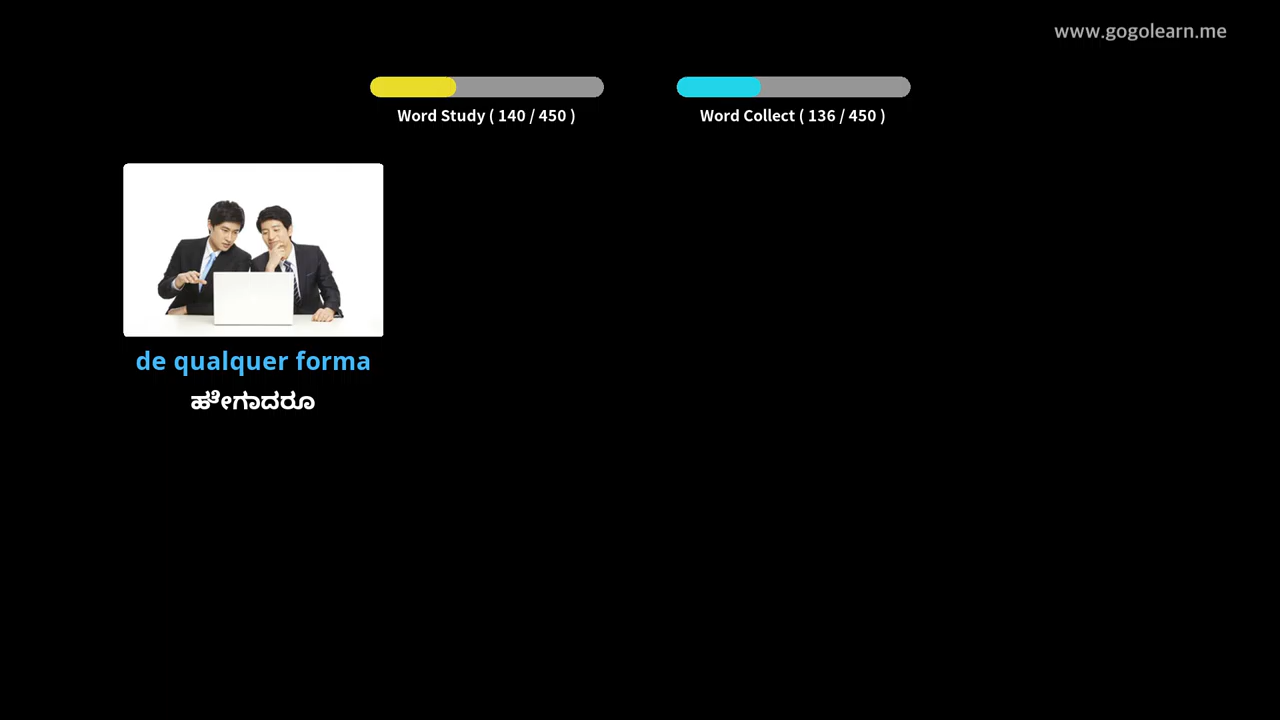 www.gogolearn.me
Word Study ( 140 / 450 )
Word Collect ( 136 / 450 )
de qualquer forma
ಹೇಗಾದರೂ